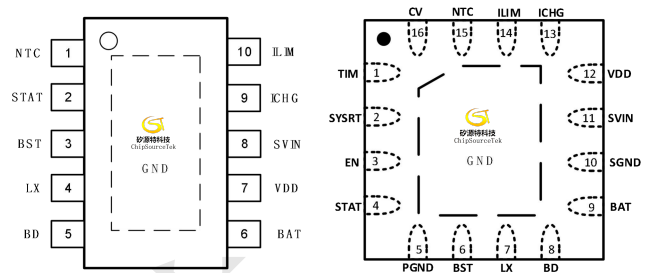 NTC 1 10 ILIM
STAT 2 9 ICHG
BST 3 8 SVIN
LX 4 7 VDD
BD 5 6 BAT
矽源特科技
ChipSourceTek
GND
CV NTC ILIM ICHG
16 15 14 13
TIM 1 12 VDD
SYSRT 2 11 SVIN
EN 3 10 SGND
STAT 4 9 BAT
矽源特科技
ChipSourceTek
GND
5 6 7 8
PGND BST LX BD